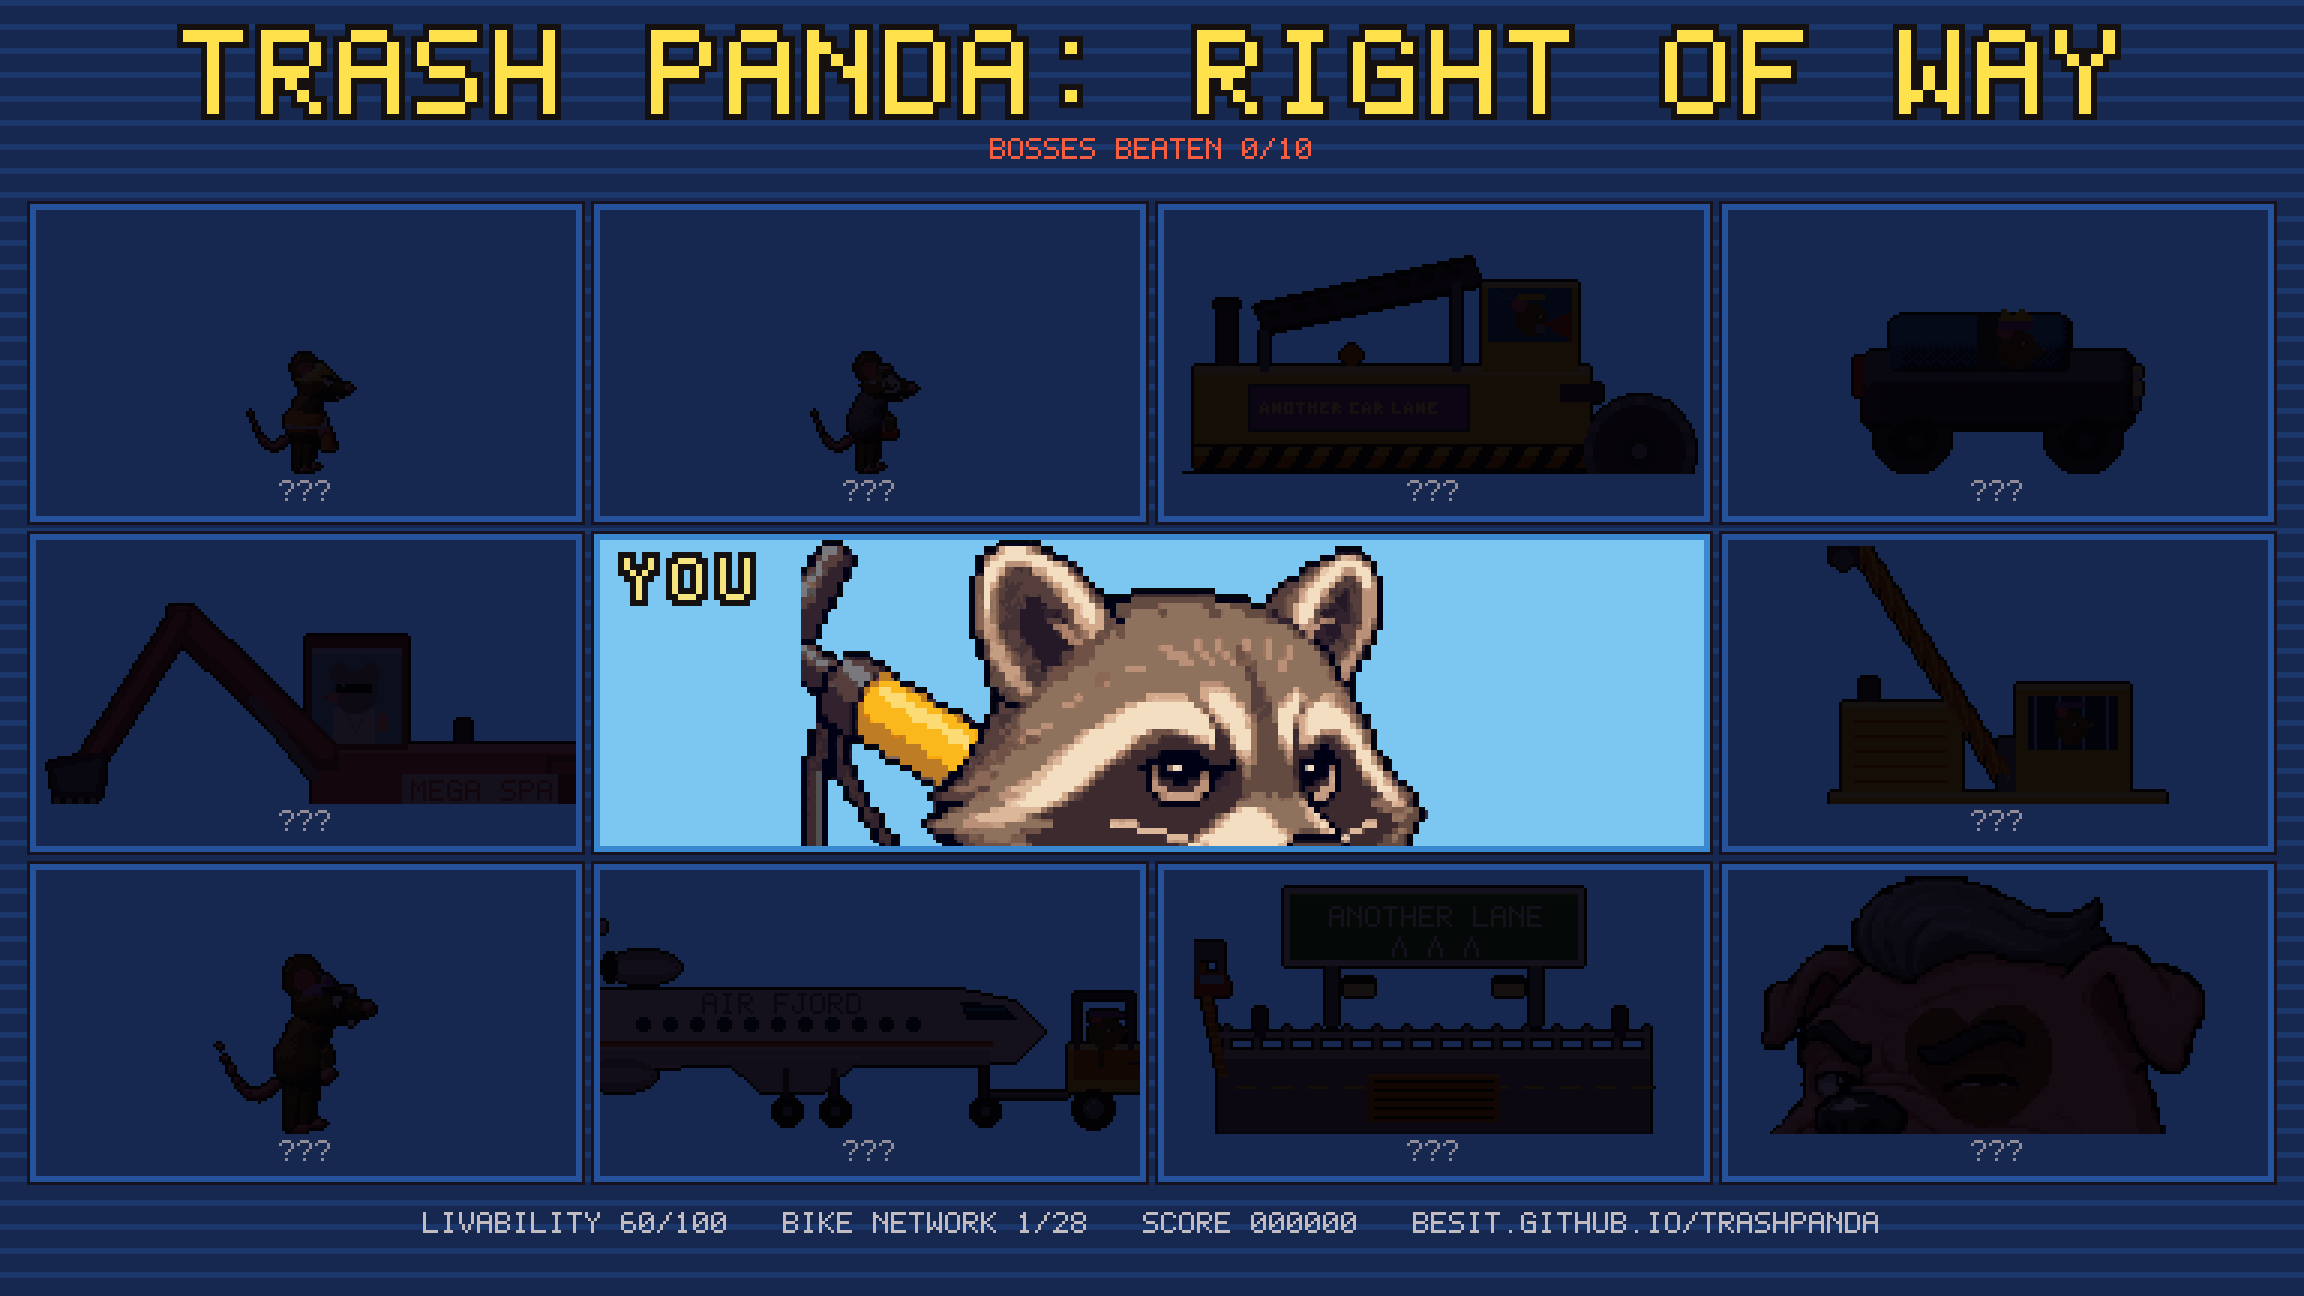 TRASH PANDA: RIGHT OF WAY
BOSSES BEATEN 0/10
ANOTHER CAR LANE
???
???
???
???
YOU
MEGA SPA
???
???
ANOTHER LANE
AIR FJORD
???
???
???
???
LIVABILITY 60/100 BIKE NETWORK 1/28 SCORE 000000 BESIT.GITHUB.IO/TRASHPANDA